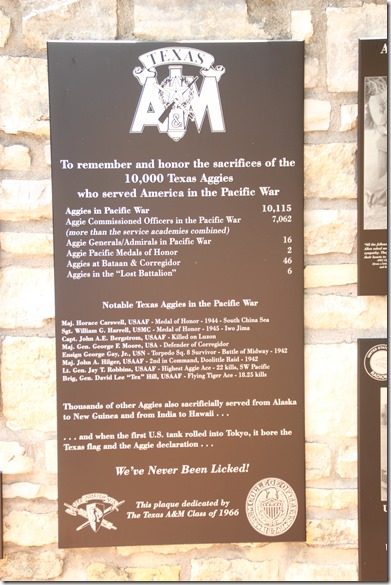 TEXAS
A&M
To remember and honor the sacrifices of the
10,000 Texas Aggies
who served America in the Pacific War
Aggies in Pacific War 10,115
Aggie Commissioned Officers in the Pacific War 7,062
(more than the service academies combined)
Aggie Generals/Admirals in Pacific War 16
Aggie Pacific Medals of Honor 2
Aggies at Bataan & Corregidor 46
Aggies in the "Lost Battalion" 6
Notable Texas Aggies in the Pacific War
Maj. Horace Carswell, USAAF - Medal of Honor - 1944 - South China Sea
Sgt. William G. Harrell, USMC - Medal of Honor - 1945 - Iwo Jima
Capt. John A.E. Bergstrom, USAAF - Killed on Luzon
Maj. Gen. George F. Moore, USA - Defender of Corregidor
Ensign George Gay, Jr., USN - Torpedo Sq. 8 Survivor - Battle of Midway - 1942
Maj. John A. Hilger, USAAF - 2nd in Command, Doolittle Raid - 1942
Lt. Gen. Jay T. Robbins, USAAF - Highest Aggie Ace - 22 kills, SW Pacific
Brig. Gen. David Lee "Tex" Hill, USAAF - Flying Tiger Ace - 18.25 kills
Thousands of other Aggies also sacrificially served from Alaska
to New Guinea and from India to Hawaii . . .
. . . and when the first U.S. tank rolled into Tokyo, it bore the
Texas flag and the Aggie declaration . . .
We've Never Been Licked!
This plaque dedicated by
The Texas A&M Class of 1966